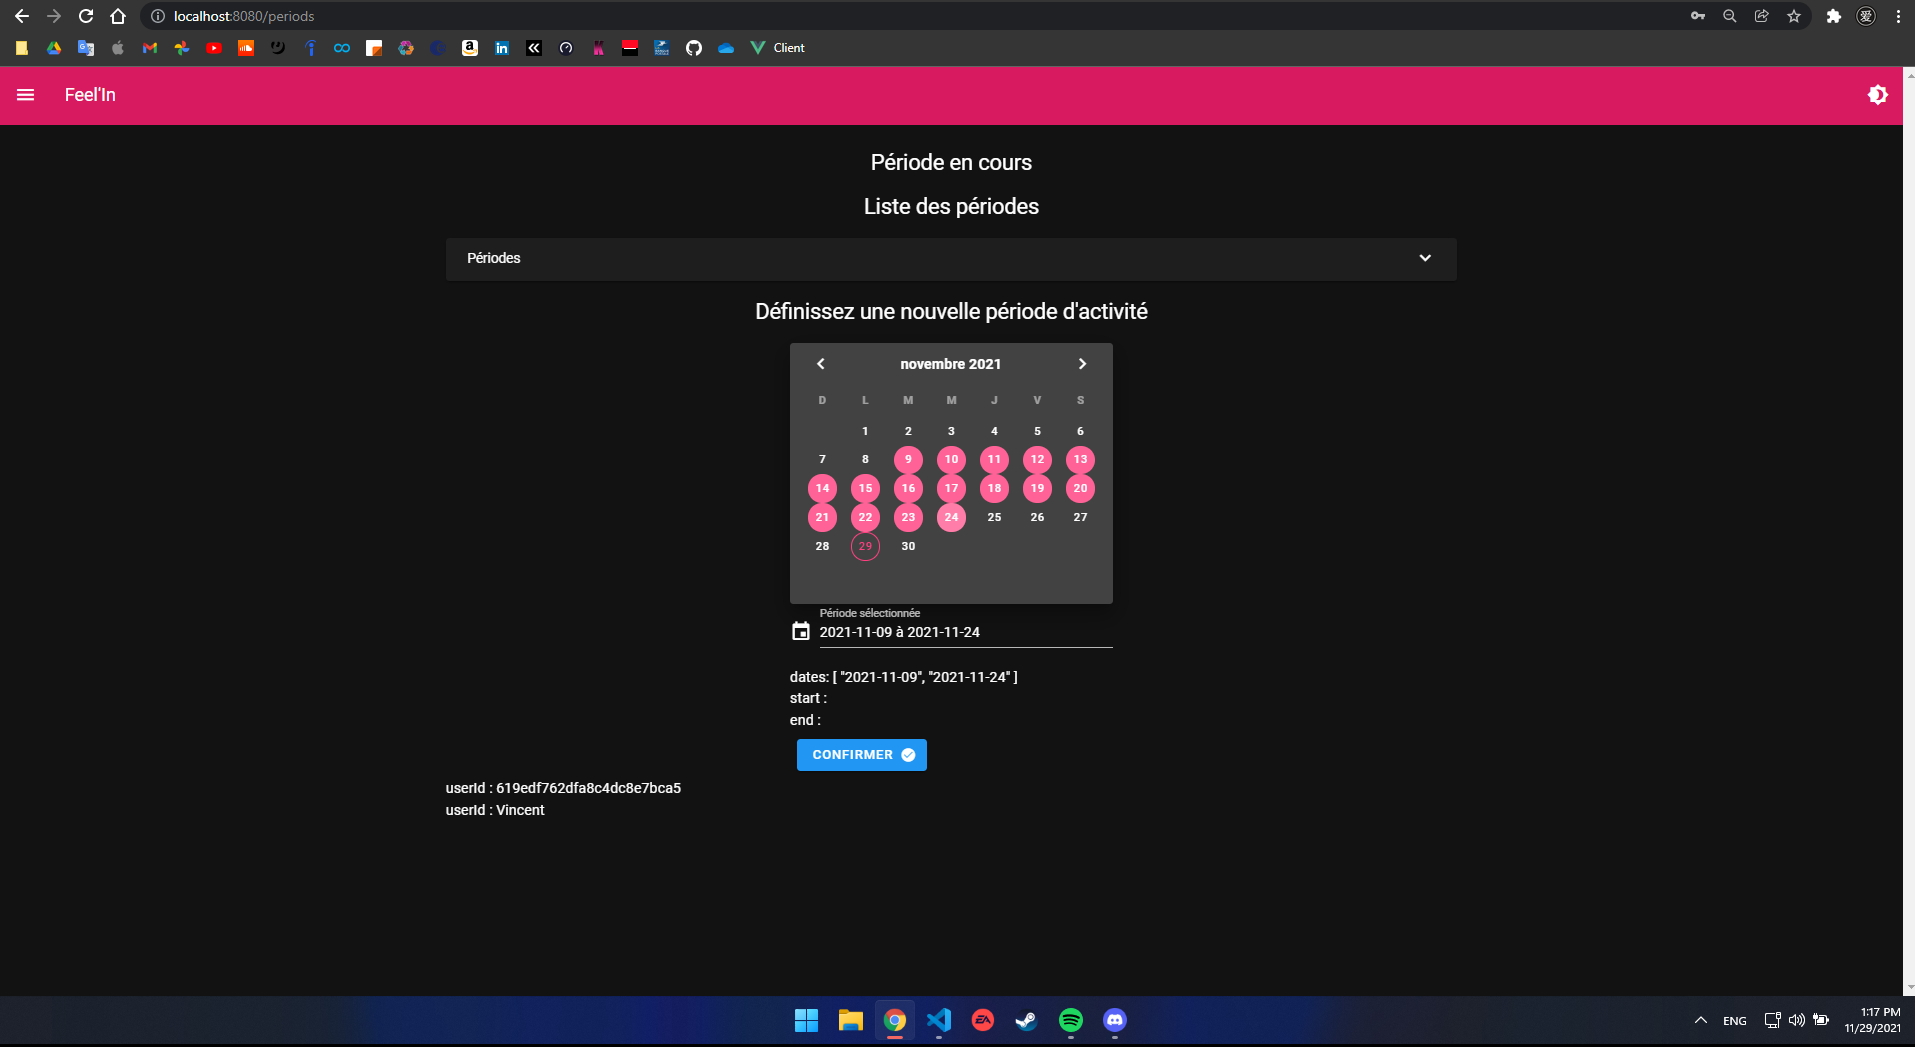 localhost:8080/periods
Client
Feel'In
Période en cours
Liste des périodes
Périodes
Définissez une nouvelle période d'activité
novembre 2021
D L M M J V S
1 2 3 4 5 6
7 8 9 10 11 12 13
14 15 16 17 18 19 20
21 22 23 24 25 26 27
28 29 30
Période sélectionnée
2021-11-09 à 2021-11-24
dates: [ "2021-11-09", "2021-11-24" ]
start :
end :
CONFIRMER
userId : 619edf762dfa8c4dc8e7bca5
userId : Vincent
ENG
1:17 PM
11/29/2021